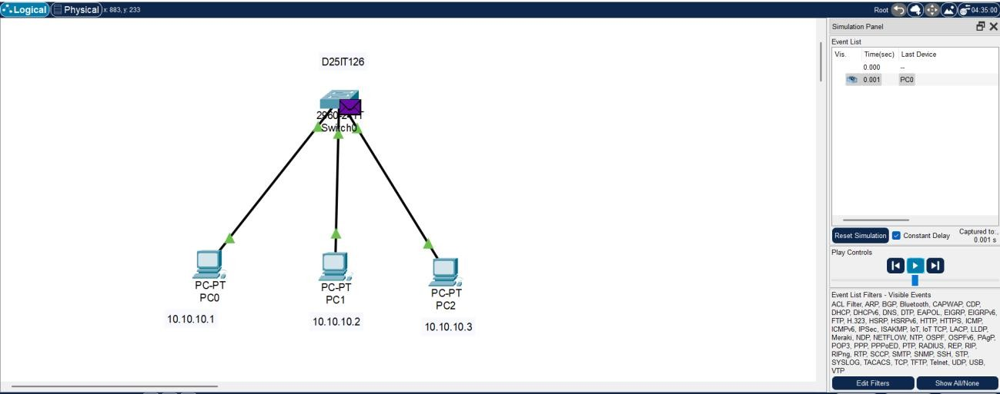 Logical Physical x: 883, y: 233 Root 04:35:00
Simulation Panel
Event List
Vis. Time(sec) Last Device
0.000 --
0.001 PC0
D25IT126
2960-24TT
Switch0
PC-PT
PC0
10.10.10.1
PC-PT
PC1
10.10.10.2
PC-PT
PC2
10.10.10.3
Reset Simulation Constant Delay Captured to:
0.001 s
Play Controls
Event List Filters - Visible Events
ACL Filter, ARP, BGP, Bluetooth, CAPWAP, CDP,
DHCP, DHCPv6, DNS, DTP, EAPOL, EIGRP, EIGRPv6,
FTP, H.323, HSRP, HSRPv6, HTTP, HTTPS, ICMP,
ICMPv6, IPSec, ISAKMP, IoT, IoT TCP, LACP, LLDP,
Meraki, NDP, NETFLOW, NTP, OSPF, OSPFv6, PAgP,
POP3, PPP, PPPoED, PTP, RADIUS, REP, RIP,
RIPng, RTP, SCCP, SMTP, SNMP, SSH, STP,
SYSLOG, TACACS, TCP, TFTP, Telnet, UDP, USB,
VTP
Edit Filters Show All/None